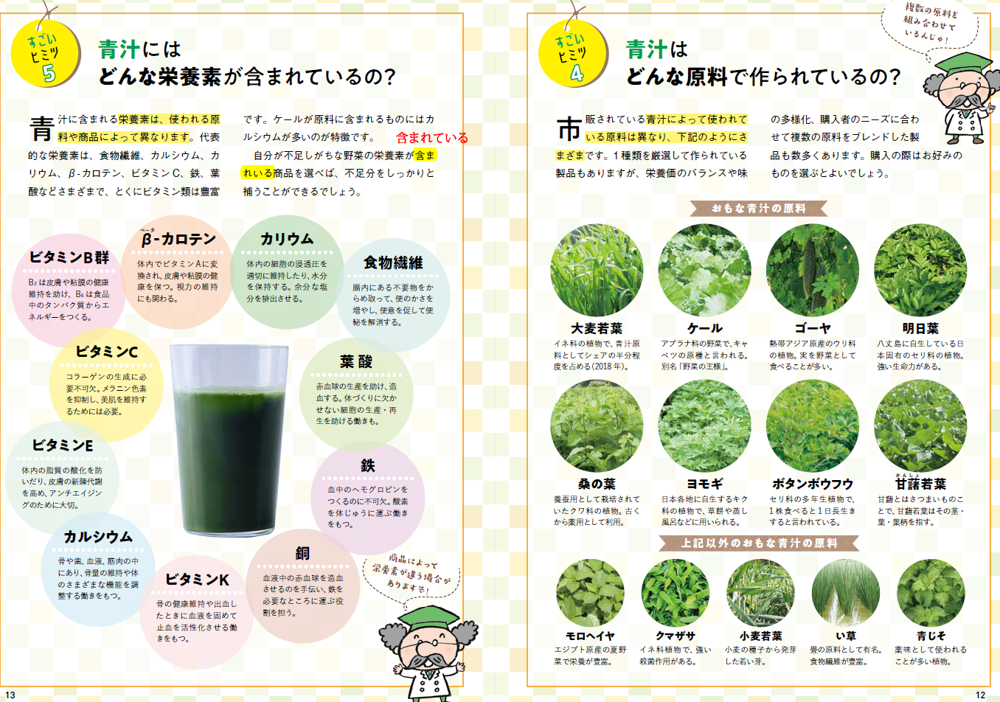 すごい
ヒミツ
5
青汁には
どんな栄養素が含まれているの？
青汁に含まれる栄養素は、使われる原
料や商品によって異なります。代表
的な栄養素は、食物繊維、カルシウム、カ
リウム、β-カロテン、ビタミンC、鉄、葉
酸などさまざまで、とくにビタミン類は豊富
です。ケールが原料に含まれるものにはカ
ルシウムが多いのが特徴です。
含まれている
自分が不足しがちな野菜の栄養素が含ま
れいる商品を選べば、不足分をしっかりと
補うことができるでしょう。
ビタミンB群
B₂は皮膚や粘膜の健康
維持を助け、B₆は食品
中のタンパク質からエ
ネルギーをつくる。
ベータ
β-カロテン
体内でビタミンAに変
換され、皮膚や粘膜の健
康を保つ。視力の維持
にも関わる。
カリウム
体内の細胞の浸透圧を
適切に維持したり、水分
を保持する。余分な塩
分を排出させる。
食物繊維
腸内にある不要物をか
らめ取って、便のかさを
増やし、便意を促して便
秘を解消する。
ビタミンC
コラーゲンの生成に必
要不可欠。メラニン色素
を抑制し、美肌を維持す
るためには必要。
葉酸
赤血球の生産を助け、造
血する。体づくりに欠か
せない細胞の生産・再
生を助ける働きも。
ビタミンE
体内の脂質の酸化を防
いだり、皮膚の新陳代謝
を高め、アンチエイジン
グのために大切。
鉄
血中のヘモグロビンを
つくるのに不可欠。酸素
を体じゅうに運ぶ働き
をもつ。
カルシウム
骨や歯、血液、筋肉の中
にあり、骨量の維持や体
のさまざまな機能を調
整する働きをもつ。
ビタミンK
骨の健康維持や出血し
たときに血液を固めて
止血を活性化させる働
きをもつ。
銅
血液中の赤血球を造血
させるのを手伝い、鉄を
必要なところに運ぶ役
割を担う。
商品によって
栄養素が違う場合が
ありますぞ！
13
すごい
ヒミツ
4
青汁は
どんな原料で作られているの？
複数の原料を
組み合わせて
いるんじゃ！
市販されている青汁によって使われて
いる原料は異なり、下記のようにさ
まざまです。1種類を厳選して作られている
製品もありますが、栄養価のバランスや味
の多様化、購入者のニーズに合わ
せて複数の原料をブレンドした製
品も数多くあります。購入の際はお好みの
ものを選ぶとよいでしょう。
おもな青汁の原料
大麦若葉
イネ科の植物で、青汁原
料としてシェアの半分程
度を占める（2018年）。
ケール
アブラナ科の野菜で、キャ
ベツの原種と言われる。
別名「野菜の王様」。
ゴーヤ
熱帯アジア原産のウリ科
の植物。実を野菜として
食べることが多い。
明日葉
八丈島に自生している日
本固有のセリ科の植物。
強い生命力がある。
桑の葉
養蚕用として栽培されて
いたクワ科の植物。古く
から薬用として利用。
ヨモギ
日本各地に自生するキク
科の植物で、草餅や蒸し
風呂などに用いられる。
ボタンボウフウ
セリ科の多年生植物で、
1株食べると1日長生き
すると言われている。
かんしょ
甘藷若葉
甘藷とはさつまいものこ
とで、甘藷若葉はその茎・
葉・葉柄を指す。
上記以外のおもな青汁の原料
モロヘイヤ
エジプト原産の夏野
菜で栄養が豊富。
クマザサ
イネ科植物で、強い
殺菌作用がある。
小麦若葉
小麦の種子から発芽
した若い芽。
い草
畳の原料として有名。
食物繊維が豊富。
青じそ
薬味として使われる
ことが多い植物。
12